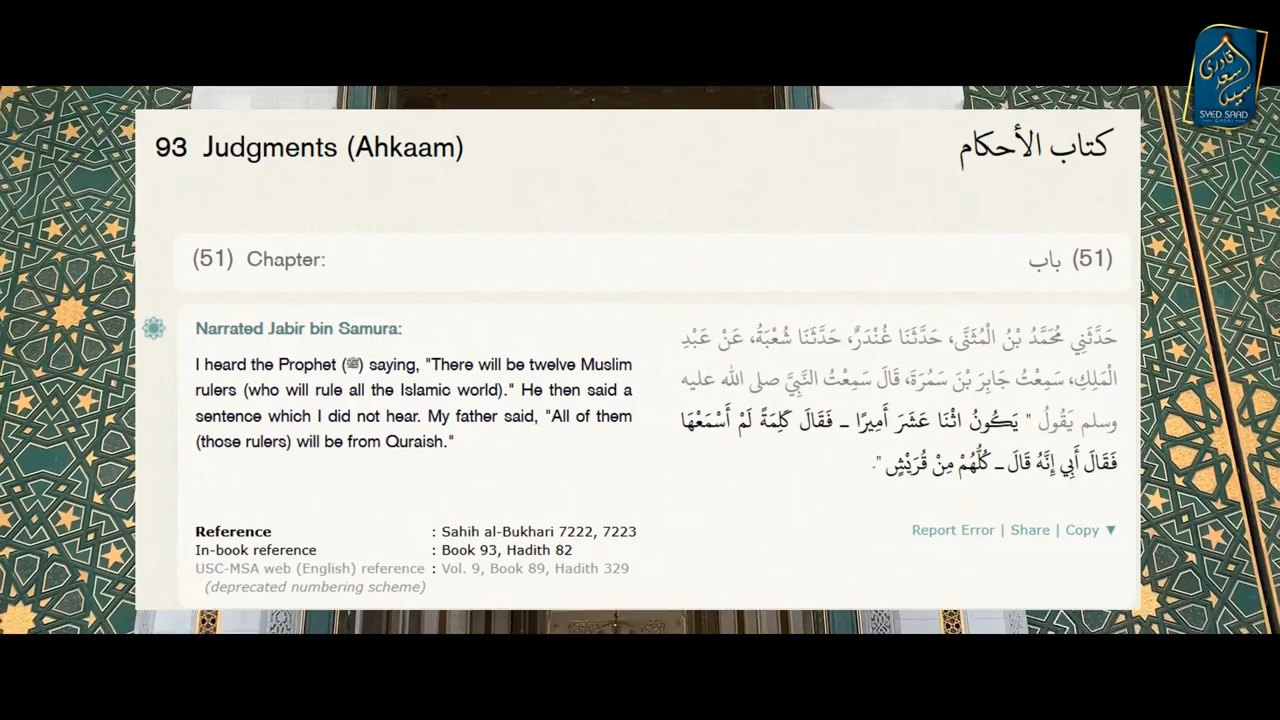 قادری
سعد
سید
SYED SAAD
QADRI
93 Judgments (Ahkaam)
كتاب الأحكام
(51) Chapter:
(51) باب
Narrated Jabir bin Samura:
I heard the Prophet (ﷺ) saying, "There will be twelve Muslim
rulers (who will rule all the Islamic world)." He then said a
sentence which I did not hear. My father said, "All of them
(those rulers) will be from Quraish."
حَدَّثَنِي مُحَمَّدُ بْنُ الْمُثَنَّى، حَدَّثَنَا غُنْدَرٌ، حَدَّثَنَا شُعْبَةُ، عَنْ عَبْدِ
الْمَلِكِ، سَمِعْتُ جَابِرَ بْنَ سَمُرَةَ، قَالَ سَمِعْتُ النَّبِيَّ صلى الله عليه
وسلم يَقُولُ " يَكُونُ اثْنَا عَشَرَ أَمِيرًا ـ فَقَالَ كَلِمَةً لَمْ أَسْمَعْهَا
فَقَالَ أَبِي إِنَّهُ قَالَ ـ كُلُّهُمْ مِنْ قُرَيْشٍ ".
Reference : Sahih al-Bukhari 7222, 7223
In-book reference : Book 93, Hadith 82
USC-MSA web (English) reference : Vol. 9, Book 89, Hadith 329
(deprecated numbering scheme)
Report Error | Share | Copy ▼